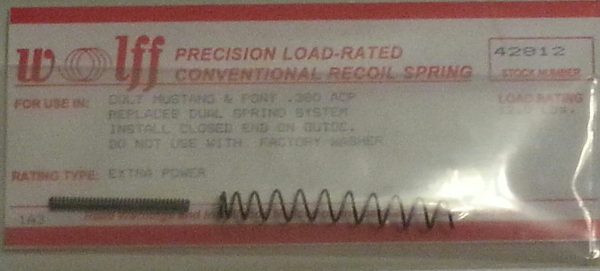 wolff
PRECISION LOAD-RATED
CONVENTIONAL RECOIL SPRING
42812
STOCK NUMBER
FOR USE IN: COLT MUSTANG & PONY .380 ACP
REPLACES DUAL SPRING SYSTEM
INSTALL CLOSED END ON GUIDE.
DO NOT USE WITH FACTORY WASHER
LOAD RATING
RATING TYPE: EXTRA POWER